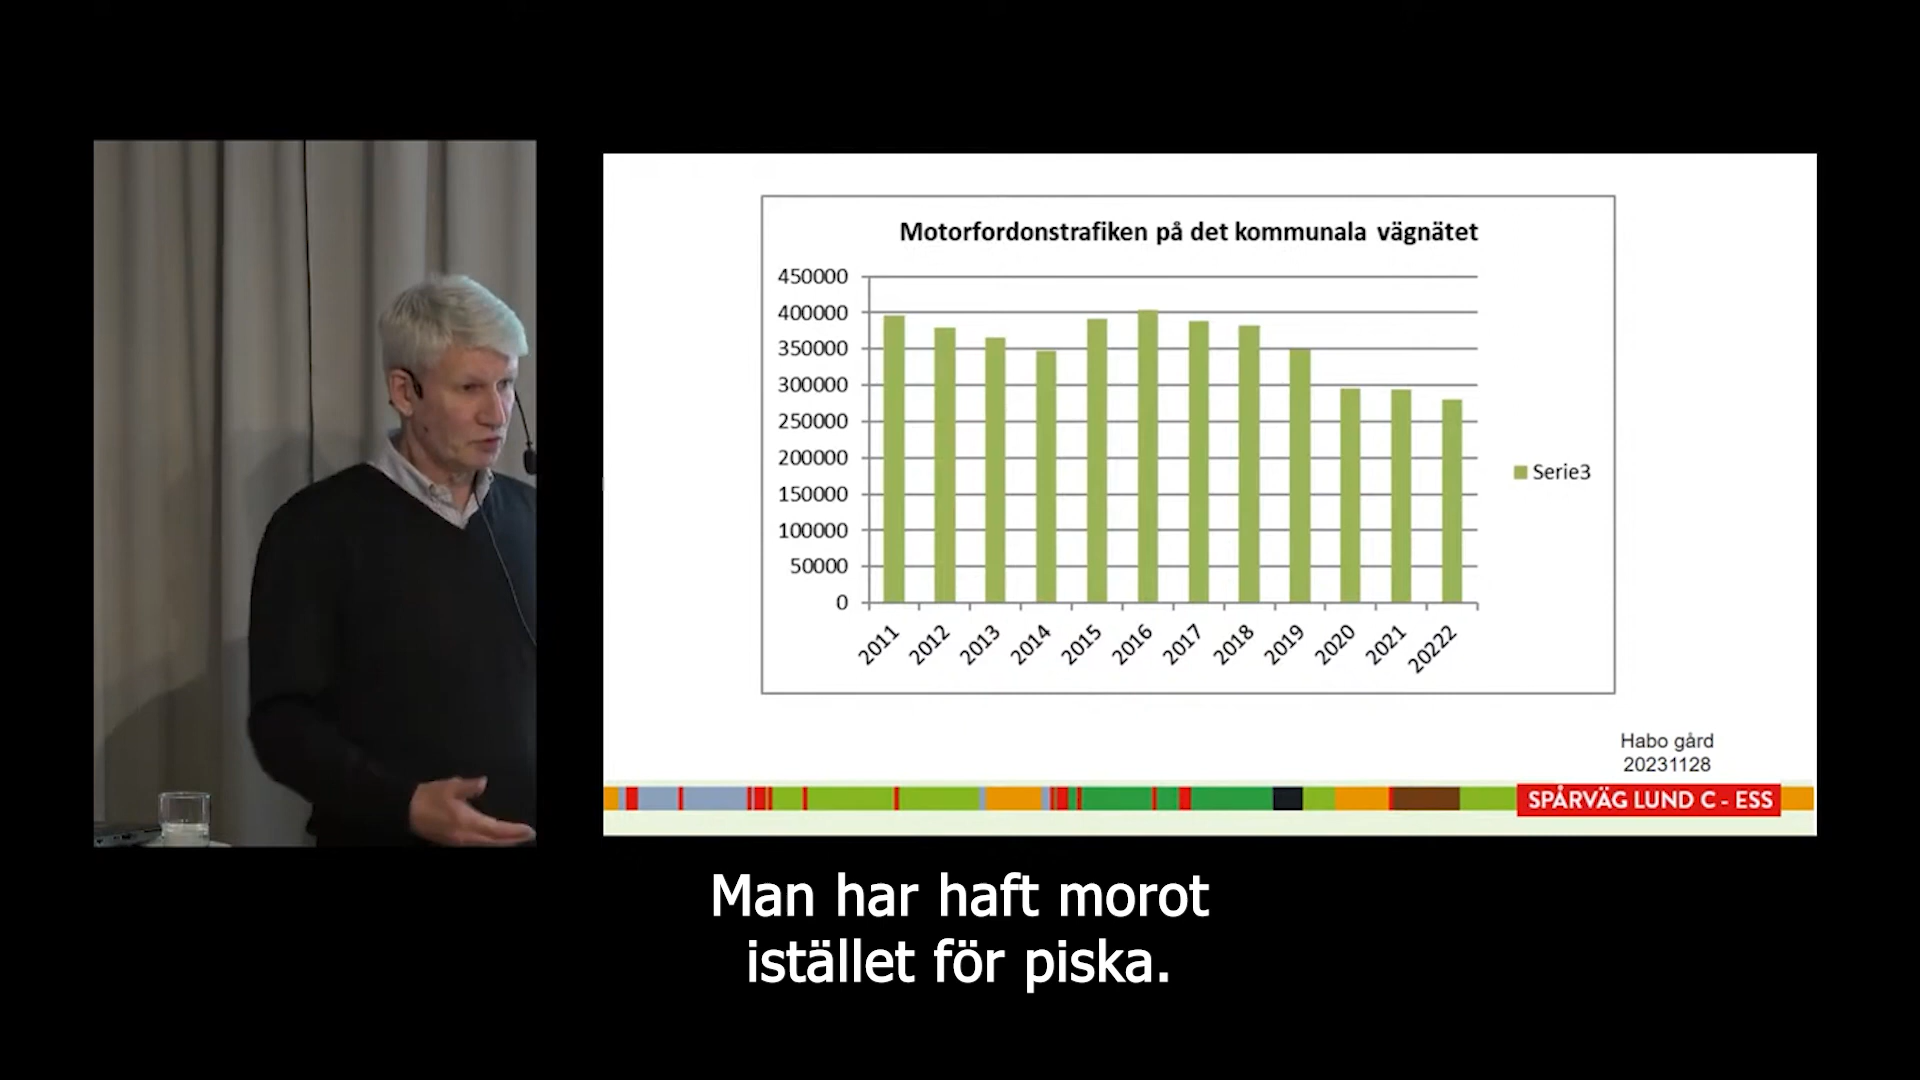 Motorfordonstrafiken på det kommunala vägnätet
450000
400000
350000
300000
250000
200000
150000
100000
50000
0
2011 2012 2013 2014 2015 2016 2017 2018 2019 2020 2021 20222
Serie3
Habo gård
20231128
SPÅRVÄG LUND C - ESS
Man har haft morot
istället för piska.